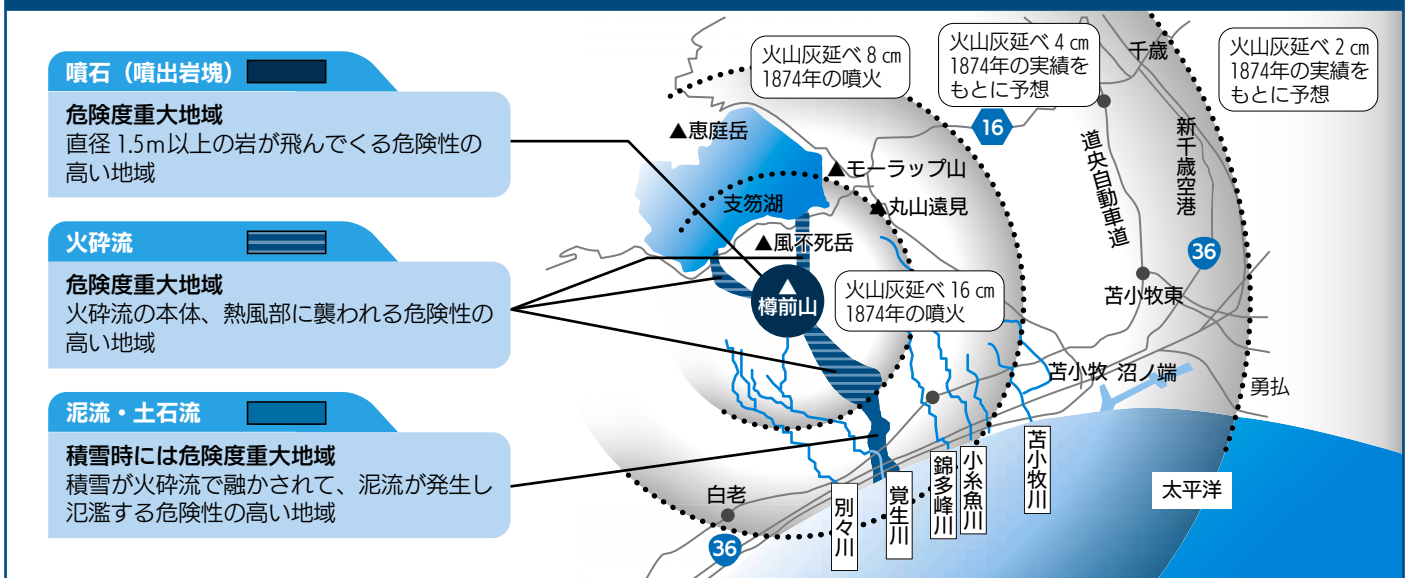 噴石（噴出岩塊）
危険度重大地域
直径 1.5m以上の岩が飛んでくる危険性の
高い地域
火砕流
危険度重大地域
火砕流の本体、熱風部に襲われる危険性の
高い地域
泥流・土石流
積雪時には危険度重大地域
積雪が火砕流で融かされて、泥流が発生し
氾濫する危険性の高い地域
火山灰延べ 8 ㎝
1874年の噴火
火山灰延べ 4 ㎝
1874年の実績を
もとに予想
火山灰延べ 2 ㎝
1874年の実績を
もとに予想
千歳
16
▲恵庭岳
▲モーラップ山
道央自動車道
新千歳空港
支笏湖
▲丸山遠見
▲風不死岳
36
▲
樽前山
火山灰延べ 16 ㎝
1874年の噴火
苫小牧東
苫小牧
沼ノ端
勇払
白老
36
別々川
覚生川
錦多峰川
小糸魚川
苫小牧川
太平洋